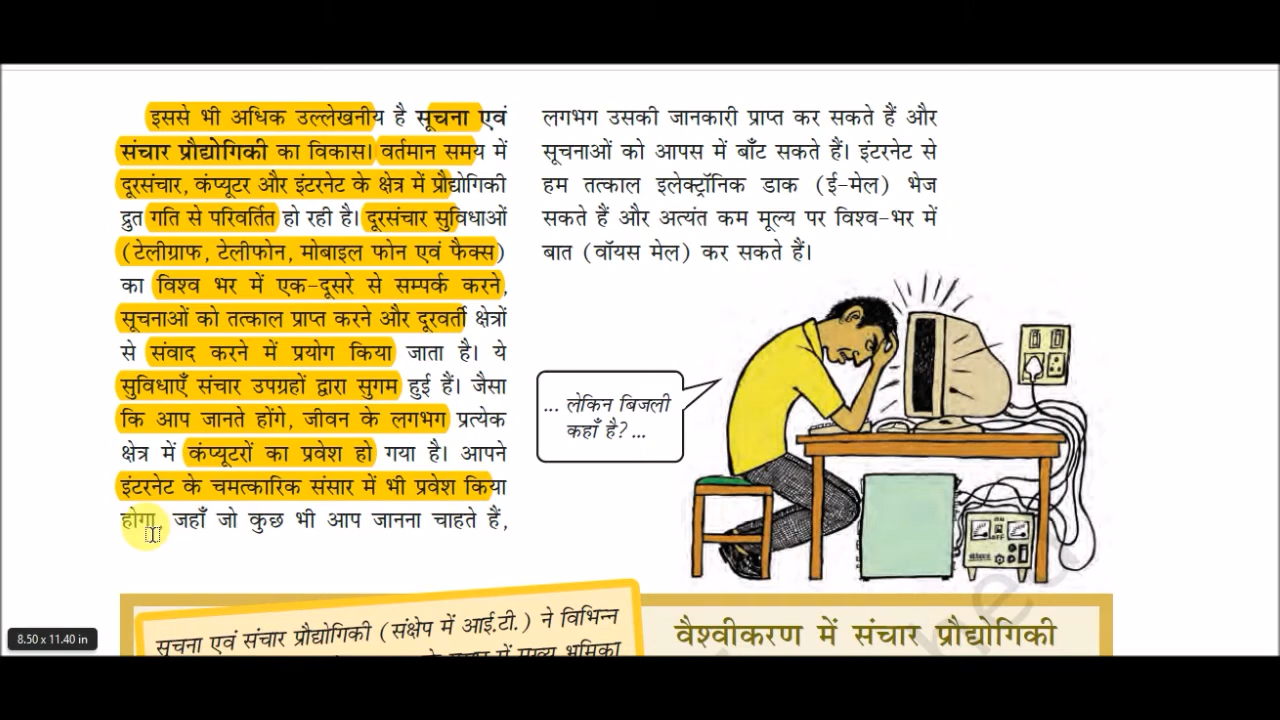 इससे भी अधिक उल्लेखनीय है सूचना एवं
संचार प्रौद्योगिकी का विकास। वर्तमान समय में
दूरसंचार, कंप्यूटर और इंटरनेट के क्षेत्र में प्रौद्योगिकी
द्रुत गति से परिवर्तित हो रही है। दूरसंचार सुविधाओं
(टेलीग्राफ, टेलीफोन, मोबाइल फोन एवं फैक्स)
का विश्व भर में एक-दूसरे से सम्पर्क करने,
सूचनाओं को तत्काल प्राप्त करने और दूरवर्ती क्षेत्रों
से संवाद करने में प्रयोग किया जाता है। ये
सुविधाएँ संचार उपग्रहों द्वारा सुगम हुई हैं। जैसा
कि आप जानते होंगे, जीवन के लगभग प्रत्येक
क्षेत्र में कंप्यूटरों का प्रवेश हो गया है। आपने
इंटरनेट के चमत्कारिक संसार में भी प्रवेश किया
होगा, जहाँ जो कुछ भी आप जानना चाहते हैं,
लगभग उसकी जानकारी प्राप्त कर सकते हैं और
सूचनाओं को आपस में बाँट सकते हैं। इंटरनेट से
हम तत्काल इलेक्ट्रॉनिक डाक (ई-मेल) भेज
सकते हैं और अत्यंत कम मूल्य पर विश्व-भर में
बात (वॉयस मेल) कर सकते हैं।
... लेकिन बिजली
कहाँ है? ...
ON
OFF
सूचना एवं संचार प्रौद्योगिकी (संक्षेप में आई.टी.) ने विभिन्न
में मुख्य भूमिका
वैश्वीकरण में संचार प्रौद्योगिकी
8.50 x 11.40 in